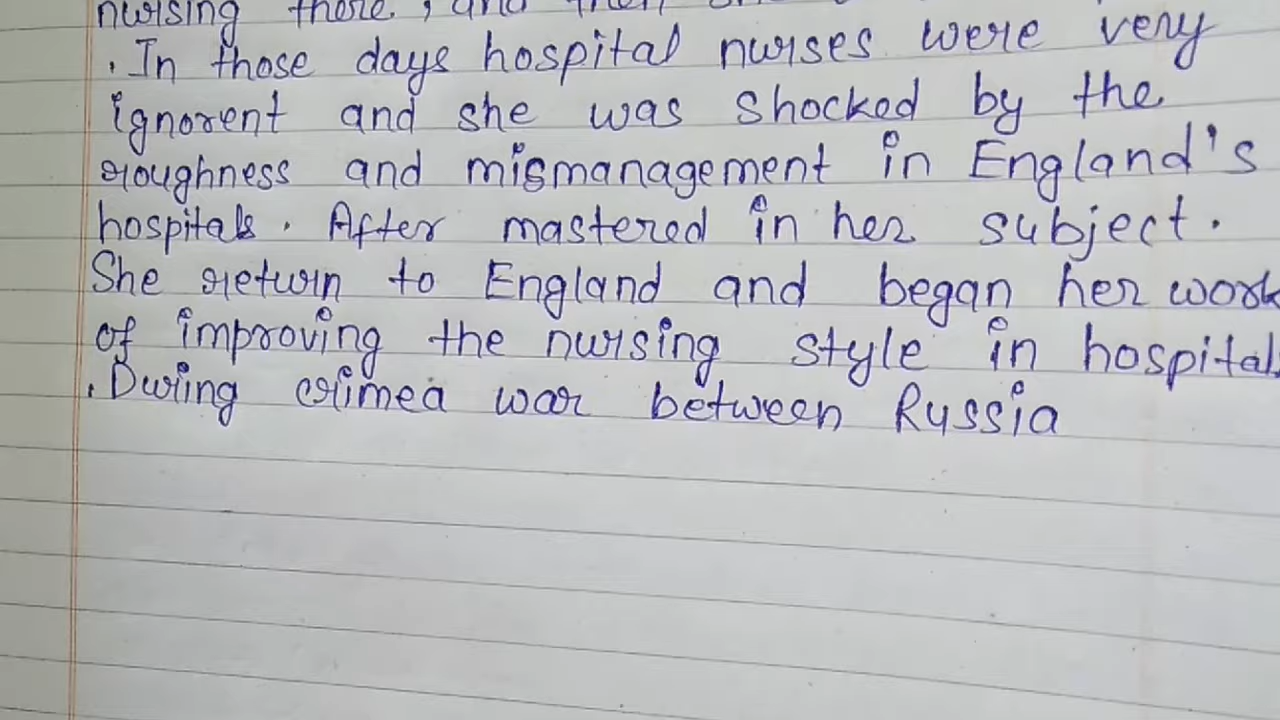 nursing there, and then
. In those days hospital nurses were very
ignorent and she was shocked by the
roughness and mismanagement in England's
hospitals. After mastered in her subject.
She return to England and began her work
of improving the nursing style in hospital
. During crimea war between Russia